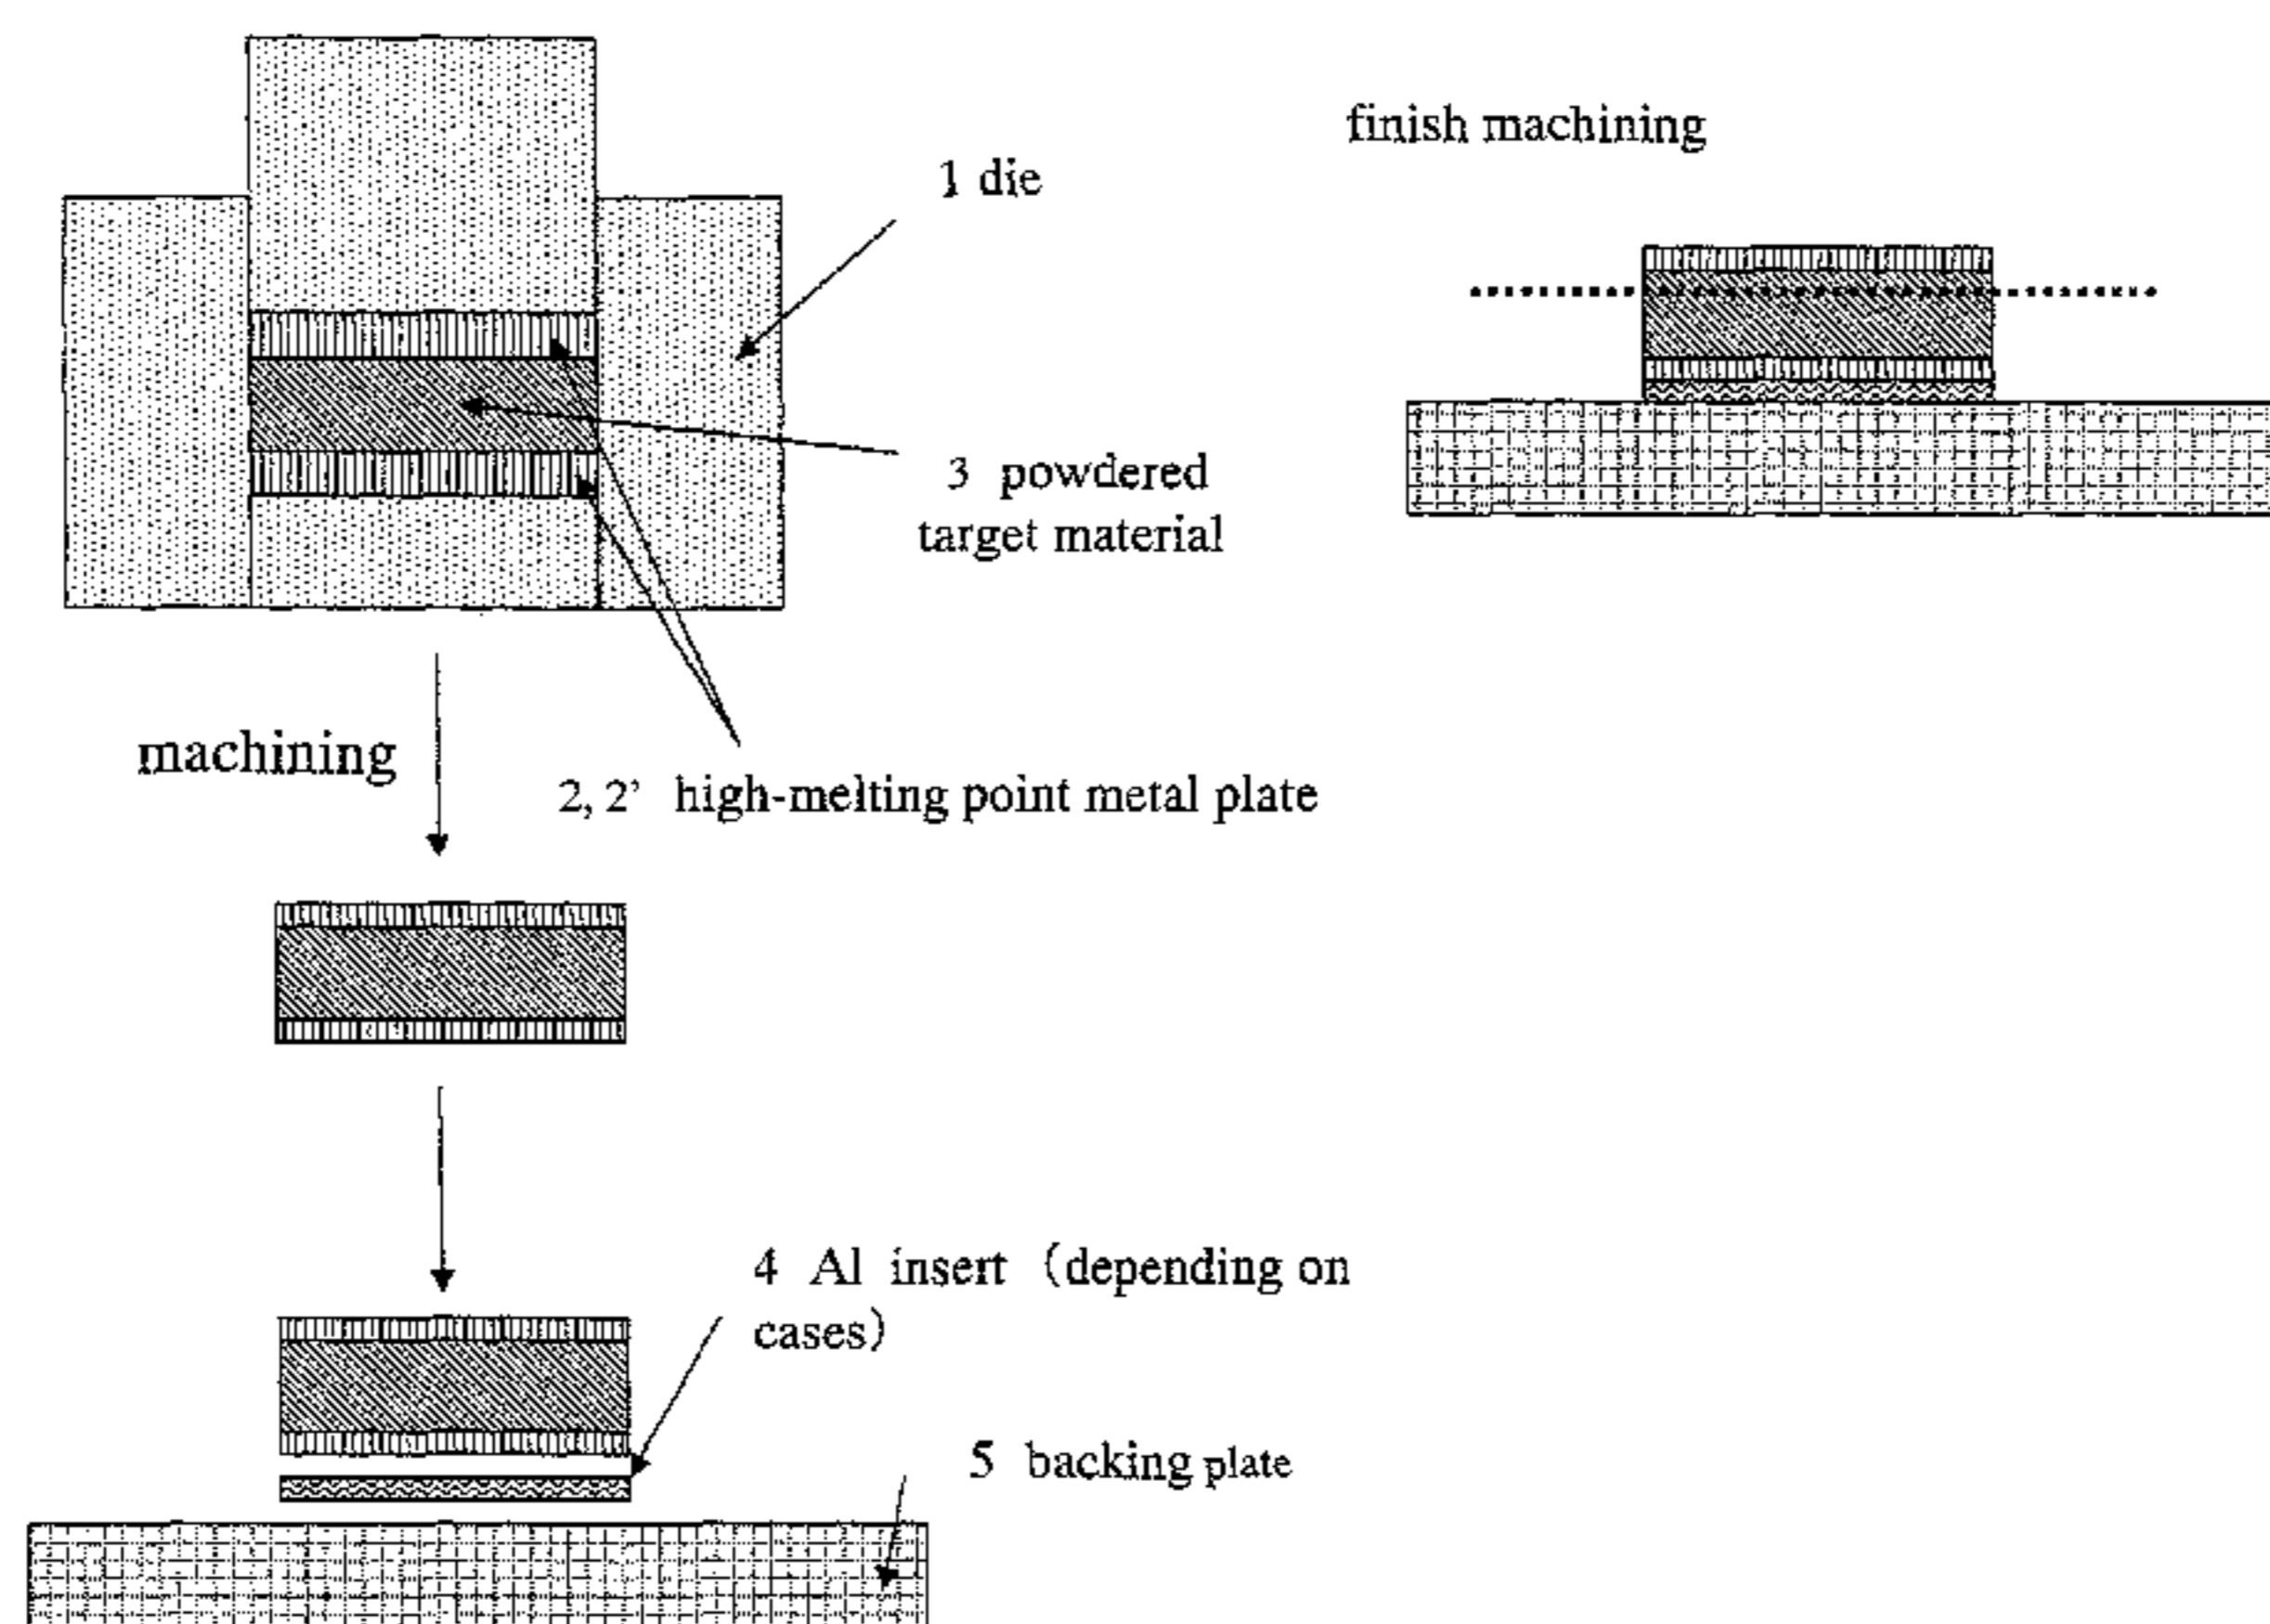 finish machining
1 die
3 powdered
target material
machining
2, 2’ high-melting point metal plate
4 Al insert (depending on
cases)
5 backing plate